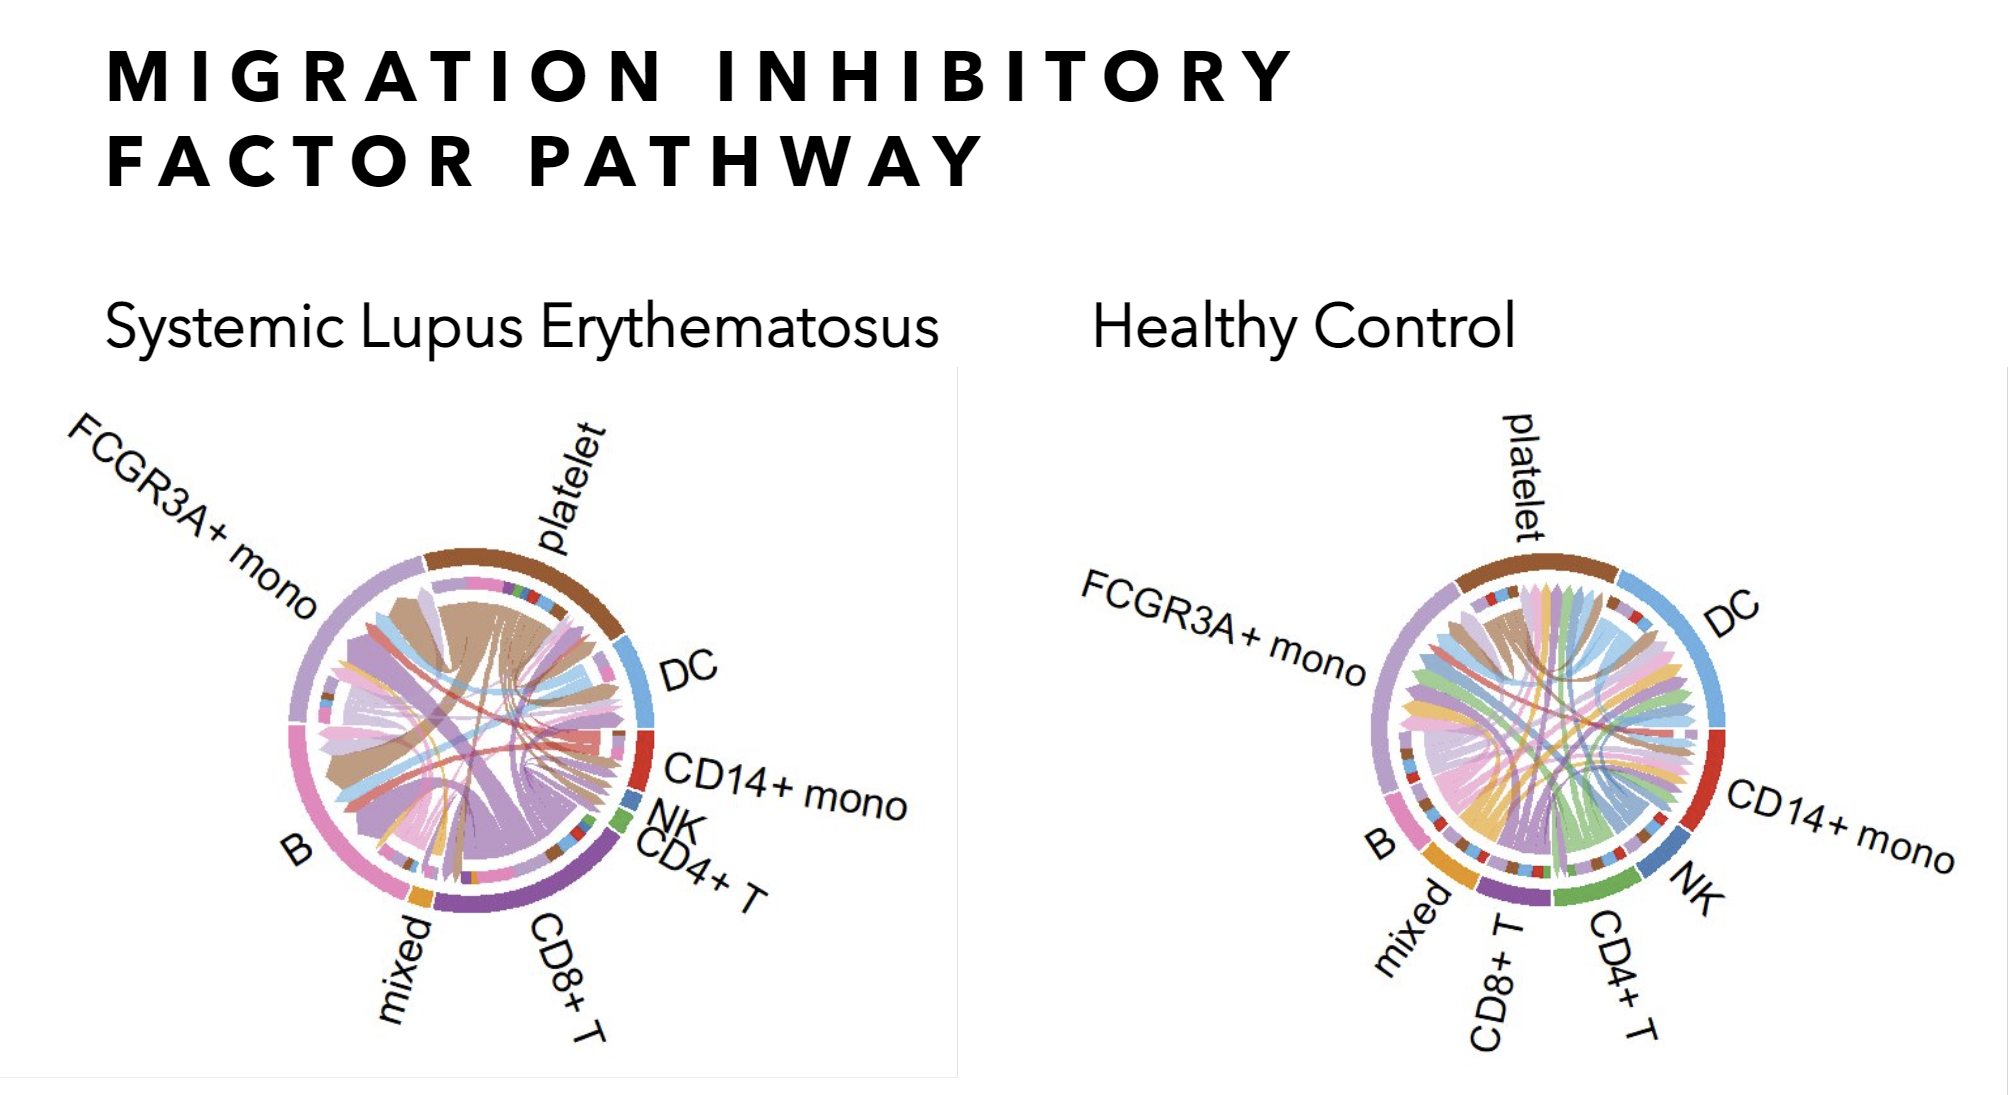 MIGRATION INHIBITORY
FACTOR PATHWAY
Systemic Lupus Erythematosus
FCGR3A+ mono
platelet
DC
CD14+ mono
NK
CD4+ T
CD8+ T
mixed
B
Healthy Control
FCGR3A+ mono
platelet
DC
CD14+ mono
NK
CD4+ T
CD8+ T
mixed
B